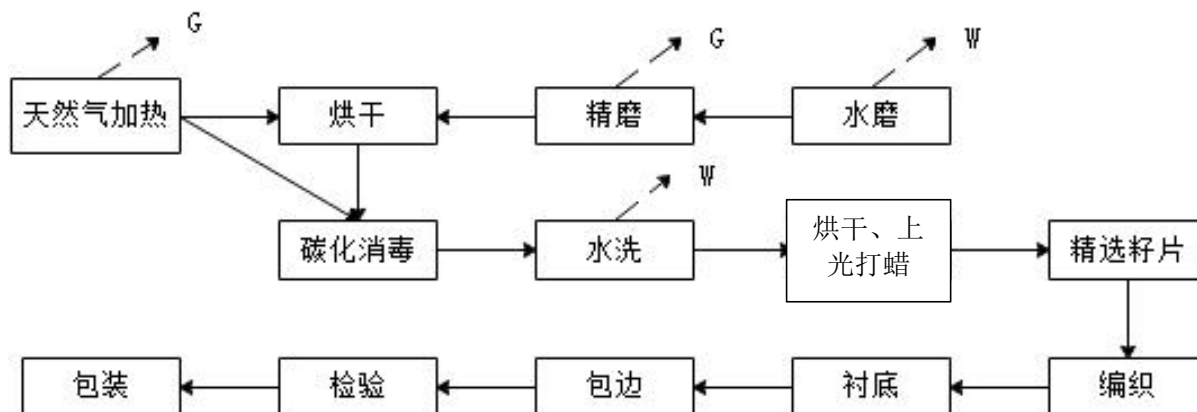 G
G
W
天然气加热
烘干
精磨
水磨
W
碳化消毒
水洗
烘干、上
光打蜡
精选籽片
包装
检验
包边
衬底
编织